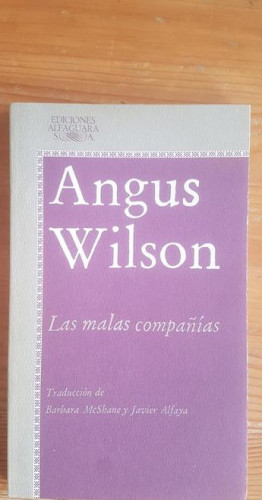 EDICIONES
ALFAGUARA
S.A.
Angus
Wilson
Las malas compañías
Traducción de
Barbara McShane y Javier Alfaya